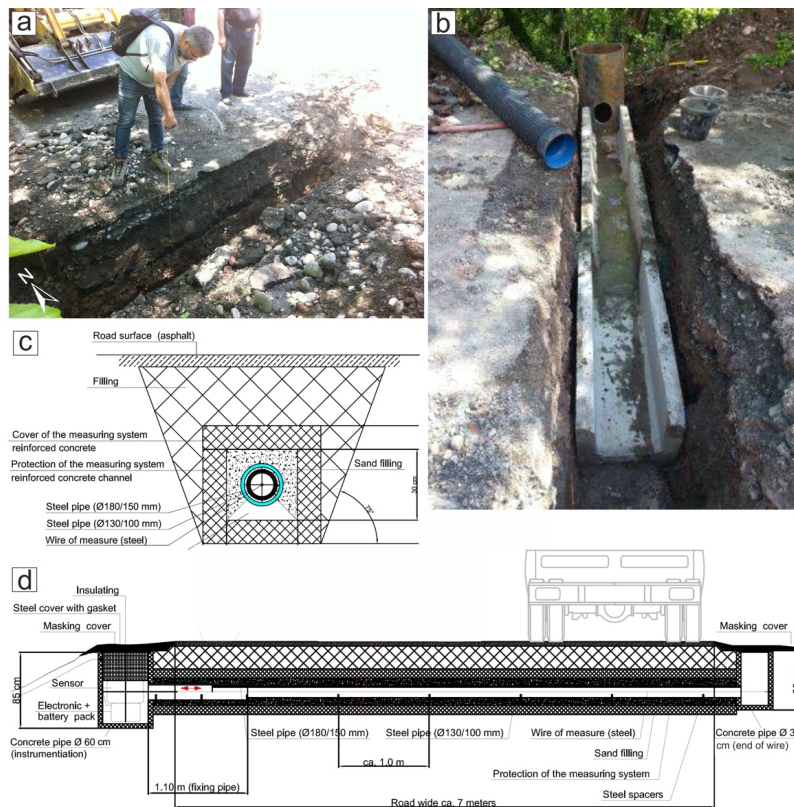 a
b
N
c
Road surface (asphalt)
Filling
Cover of the measuring system
reinforced concrete
Protection of the measuring system
reinforced concrete channel
Sand filling
30 cm
Steel pipe (Ø180/150 mm)
Steel pipe (Ø130/100 mm)
Wire of measure (steel)
75°
d
Insulating
Steel cover with gasket
Masking cover
Masking cover
85 cm
Sensor
Electronic +
battery pack
Concrete pipe Ø 60 cm
(instrumentiation)
Steel pipe (Ø180/150 mm)
Steel pipe (Ø130/100 mm)
Wire of measure (steel)
Concrete pipe Ø 3
cm (end of wire)
Sand filling
ca. 1.0 m
Protection of the measuring system
1.10 m (fixing pipe)
Steel spacers
Road wide ca. 7 meters